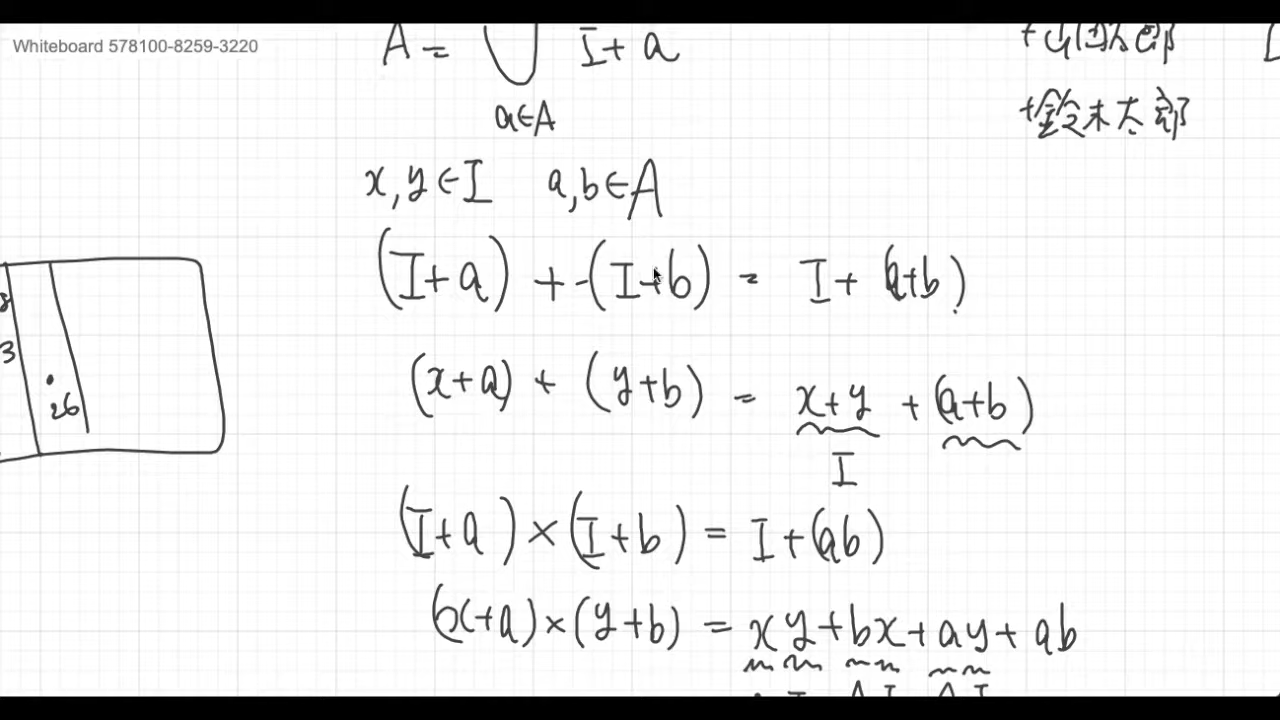 Whiteboard 578100-8259-3220
A = ⋃ I + a
a∈A
+鈴木太郎
x, y ∈ I a, b ∈ A
(I + a) + (I + b) = I + (a+b)
3
26
(x+a) + (y+b) = x+y + (a+b)
I
(I+a) × (I+b) = I + (ab)
(x+a)×(y+b) = xy + bx + ay + ab